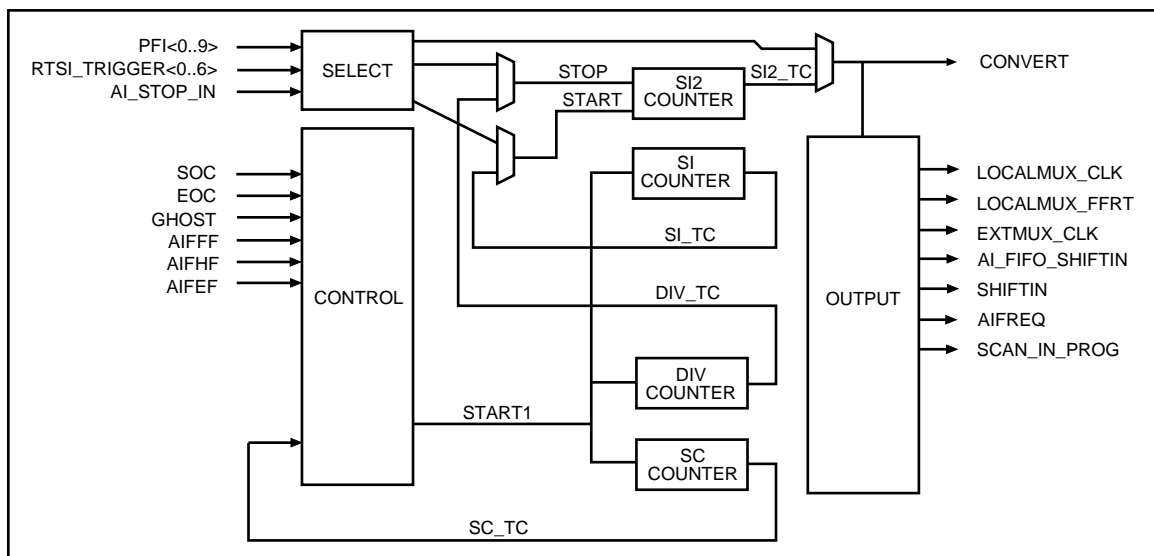 PFI<0..9>
RTSI_TRIGGER<0..6>
AI_STOP_IN
SELECT
STOP
START
SI2
COUNTER
SI2_TC
CONVERT
SOC
EOC
GHOST
AIFFF
AIFHF
AIFEF
CONTROL
SI
COUNTER
SI_TC
DIV_TC
DIV
COUNTER
START1
SC
COUNTER
SC_TC
OUTPUT
LOCALMUX_CLK
LOCALMUX_FFRT
EXTMUX_CLK
AI_FIFO_SHIFTIN
SHIFTIN
AIFREQ
SCAN_IN_PROG